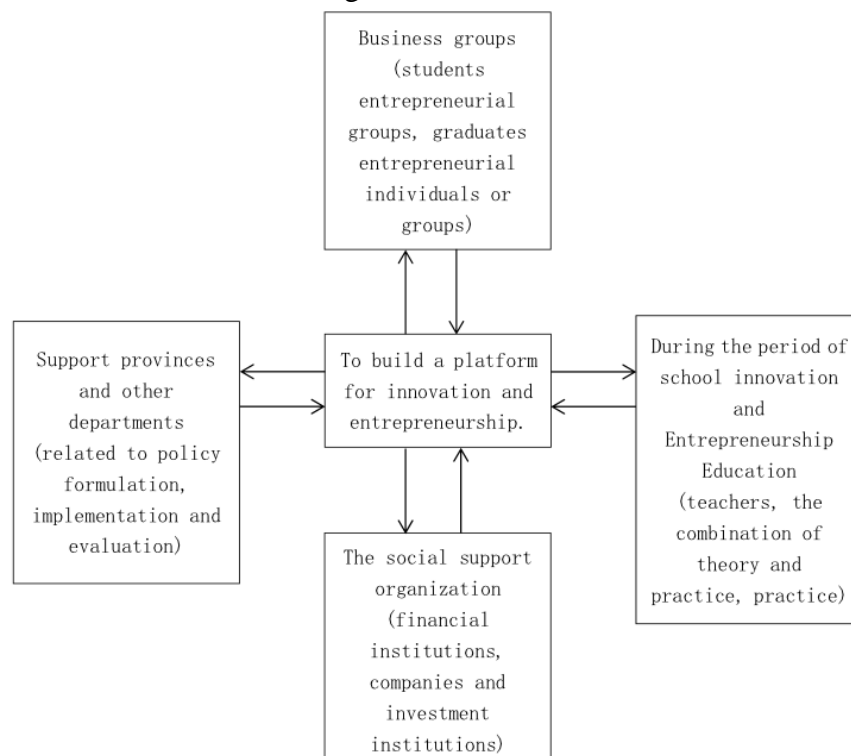 Business groups
(students
entrepreneurial
groups, graduates
entrepreneurial
individuals or
groups)
Support provinces
and other
departments
(related to policy
formulation,
implementation and
evaluation)
To build a platform
for innovation and
entrepreneurship.
During the period of
school innovation
and
Entrepreneurship
Education
(teachers, the
combination of
theory and
practice, practice)
The social support
organization
(financial
institutions,
companies and
investment
institutions)